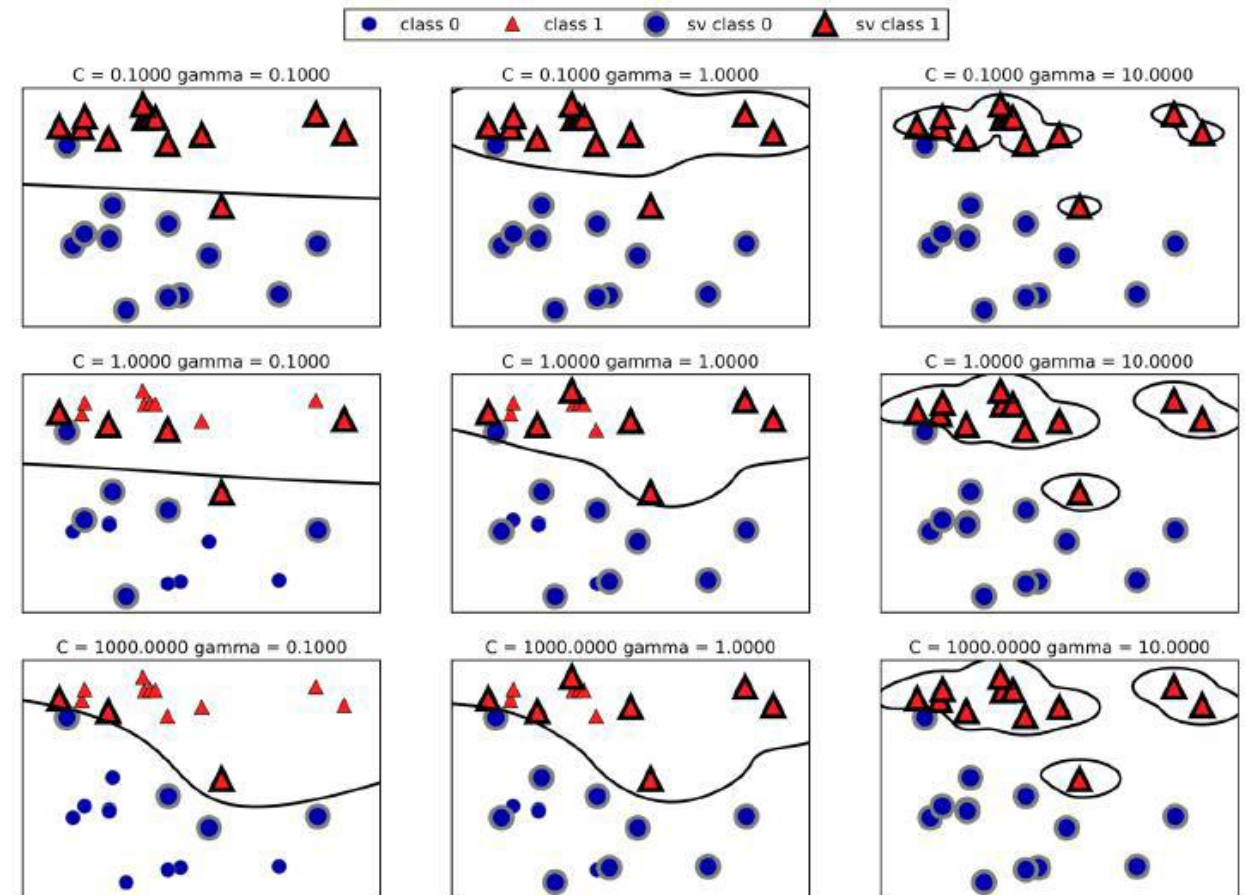 class 0 class 1 sv class 0 sv class 1
C = 0.1000 gamma = 0.1000
C = 0.1000 gamma = 1.0000
C = 0.1000 gamma = 10.0000
C = 1.0000 gamma = 0.1000
C = 1.0000 gamma = 1.0000
C = 1.0000 gamma = 10.0000
C = 1000.0000 gamma = 0.1000
C = 1000.0000 gamma = 1.0000
C = 1000.0000 gamma = 10.0000